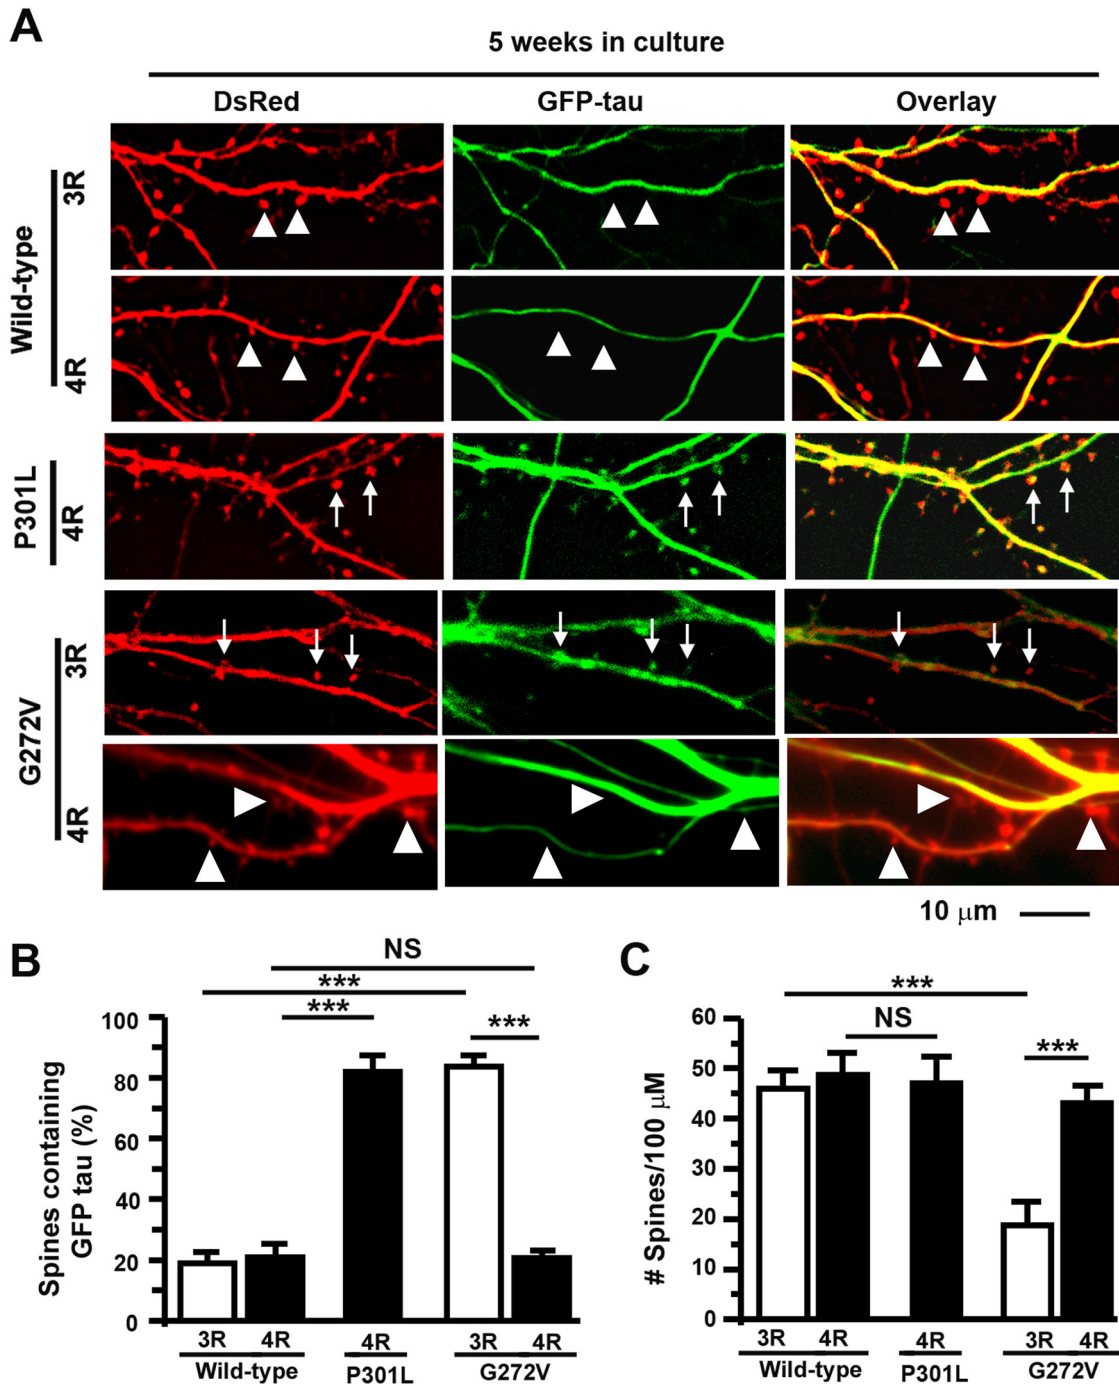 A
5 weeks in culture
DsRed GFP-tau Overlay
Wild-type
3R
4R
P301L
4R
G272V
3R
4R
10 μm
B
NS
***
***
***
Spines containing
GFP tau (%)
100
80
60
40
20
0
3R 4R 4R 3R 4R
Wild-type P301L G272V
C
***
NS
***
# Spines/100 μM
60
50
40
30
20
10
0
3R 4R 4R 3R 4R
Wild-type P301L G272V